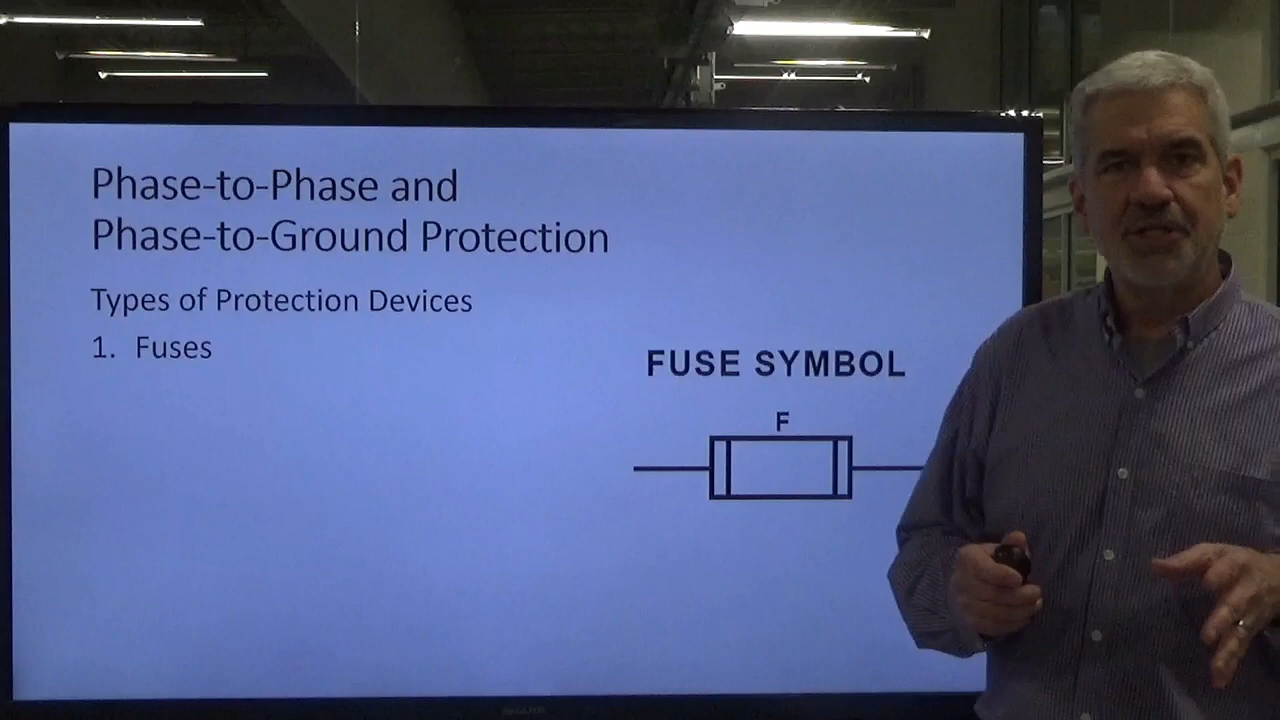 Phase-to-Phase and
Phase-to-Ground Protection
Types of Protection Devices
1. Fuses
FUSE SYMBOL
F